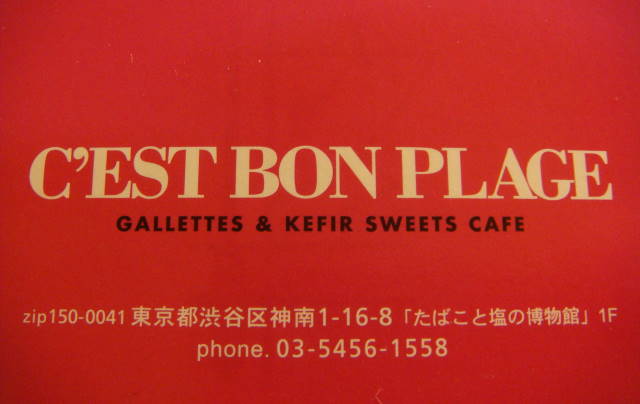 C'EST BON PLAGE
GALLETTES & KEFIR SWEETS CAFE
zip150-0041 東京都渋谷区神南1-16-8「たばこと塩の博物館」1F
phone. 03-5456-1558